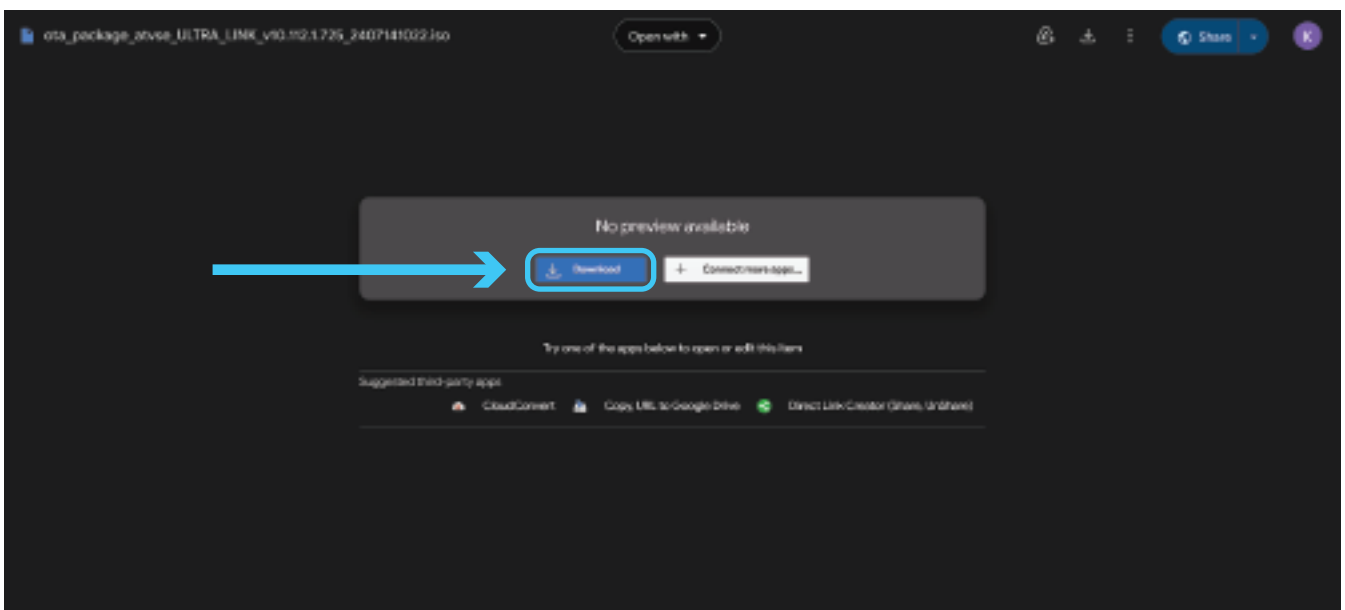 ota_package_atvse_ULTRA_LINK_v10.112.1.725_2407141022.iso
Open with
Share
K
No preview available
Download
Connect more apps...
Try one of the apps below to open or edit this item
Suggested third-party apps
CloudConvert
Copy, URL to Google Drive
Direct Link Creator (Share, UnShare)